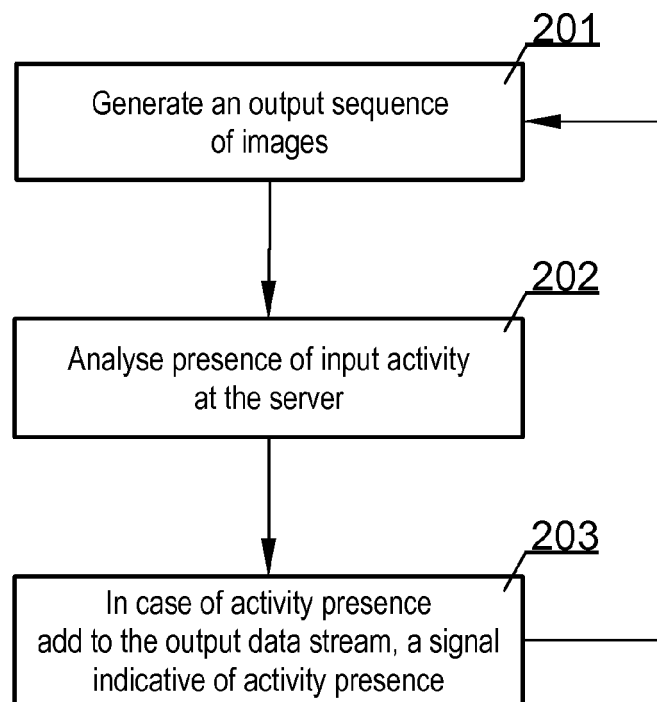 201
Generate an output sequence
of images
202
Analyse presence of input activity
at the server
203
In case of activity presence
add to the output data stream, a signal
indicative of activity presence